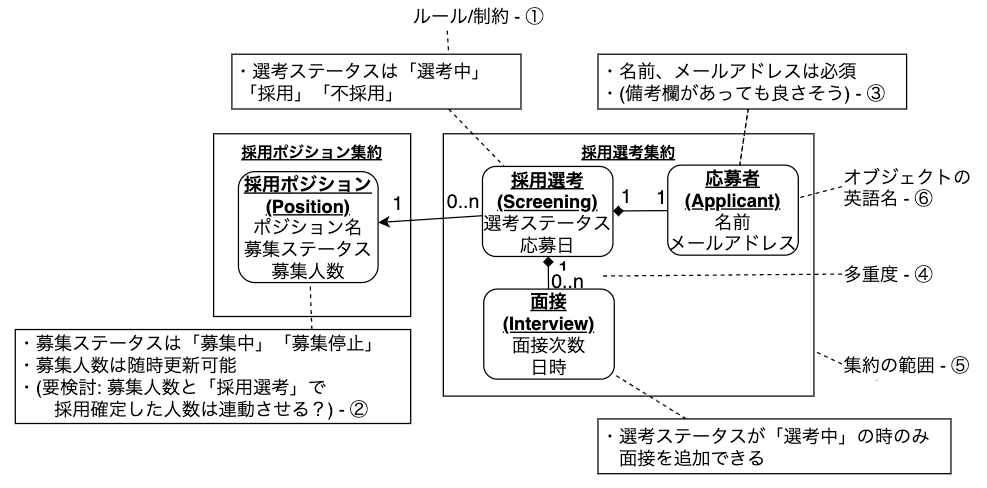 ルール/制約 - ①
・選考ステータスは「選考中」
「採用」「不採用」
・名前、メールアドレスは必須
・(備考欄があっても良さそう) - ③
採用ポジション集約
採用ポジション
(Position)
ポジション名
募集ステータス
募集人数
1
0..n
採用選考集約
採用選考
(Screening)
選考ステータス
応募日
1
1
応募者
(Applicant)
名前
メールアドレス
オブジェクトの
英語名 - ⑥
1
0..n
多重度 - ④
面接
(Interview)
面接次数
日時
・募集ステータスは「募集中」「募集停止」
・募集人数は随時更新可能
・(要検討: 募集人数と「採用選考」で
採用確定した人数は連動させる?) - ②
集約の範囲 - ⑤
・選考ステータスが「選考中」の時のみ
面接を追加できる